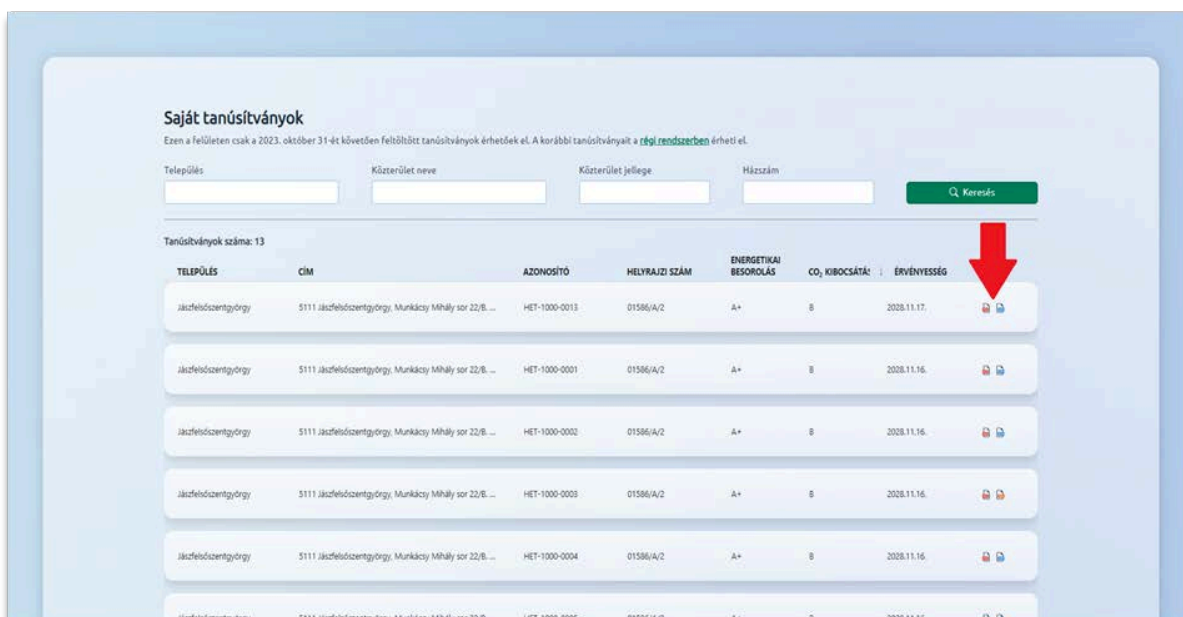 Saját tanúsítványok
Ezen a felületen csak a 2023. október 31-ét követően feltöltött tanúsítványok érhetőek el. A korábbi tanúsítványait a régi rendszerben érheti el.
Település Közterület neve Közterület jellege Házszám
Keresés
Tanúsítványok száma: 13
TELEPÜLÉS CÍM AZONOSÍTÓ HELYRAJZI SZÁM ENERGETIKAI BESOROLÁS CO₂ KIBOCSÁTÁS ÉRVÉNYESSÉG
Jászfelsőszentgyörgy 5111 Jászfelsőszentgyörgy, Munkácsy Mihály sor 22/B. ... HET-1000-0013 01586/A/2 A+ B 2028.11.17.
Jászfelsőszentgyörgy 5111 Jászfelsőszentgyörgy, Munkácsy Mihály sor 22/B. ... HET-1000-0001 01586/A/2 A+ B 2028.11.16.
Jászfelsőszentgyörgy 5111 Jászfelsőszentgyörgy, Munkácsy Mihály sor 22/B. ... HET-1000-0002 01586/A/2 A+ B 2028.11.16.
Jászfelsőszentgyörgy 5111 Jászfelsőszentgyörgy, Munkácsy Mihály sor 22/B. ... HET-1000-0003 01586/A/2 A+ B 2028.11.16.
Jászfelsőszentgyörgy 5111 Jászfelsőszentgyörgy, Munkácsy Mihály sor 22/B. ... HET-1000-0004 01586/A/2 A+ B 2028.11.16.